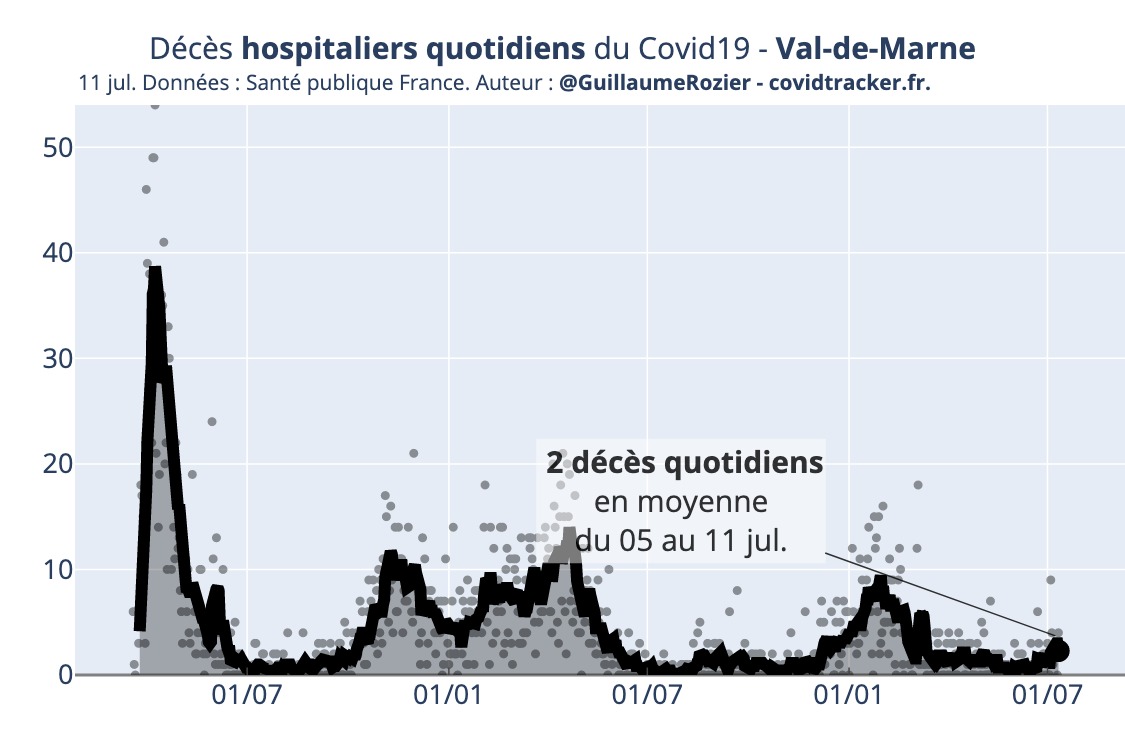 Décès hospitaliers quotidiens du Covid19 - Val-de-Marne
11 jul. Données : Santé publique France. Auteur : @GuillaumeRozier - covidtracker.fr.
50
40
30
20
10
0
2 décès quotidiens
en moyenne
du 05 au 11 jul.
01/07
01/01
01/07
01/01
01/07